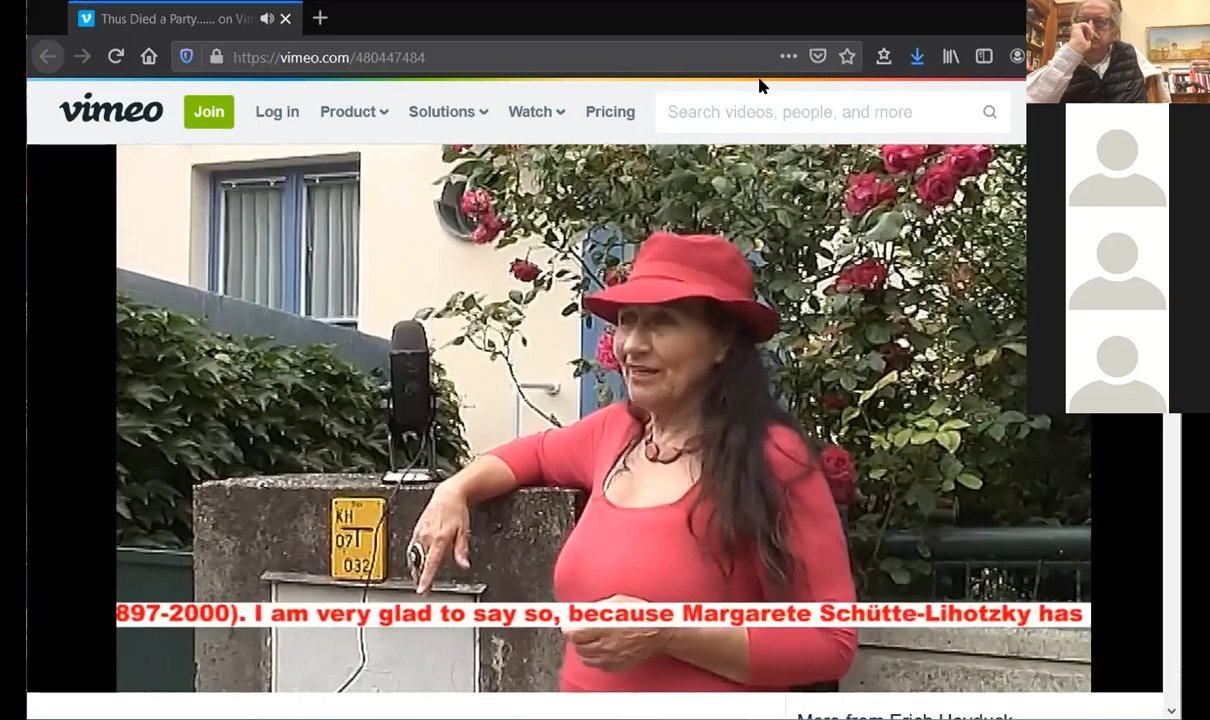 Thus Died a Party...... on Vim
https://vimeo.com/480447484
vimeo
Join
Log in
Product
Solutions
Watch
Pricing
Search videos, people, and more
KH
07
032
897-2000). I am very glad to say so, because Margarete Schütte-Lihotzky has
More from Erich Heyduck